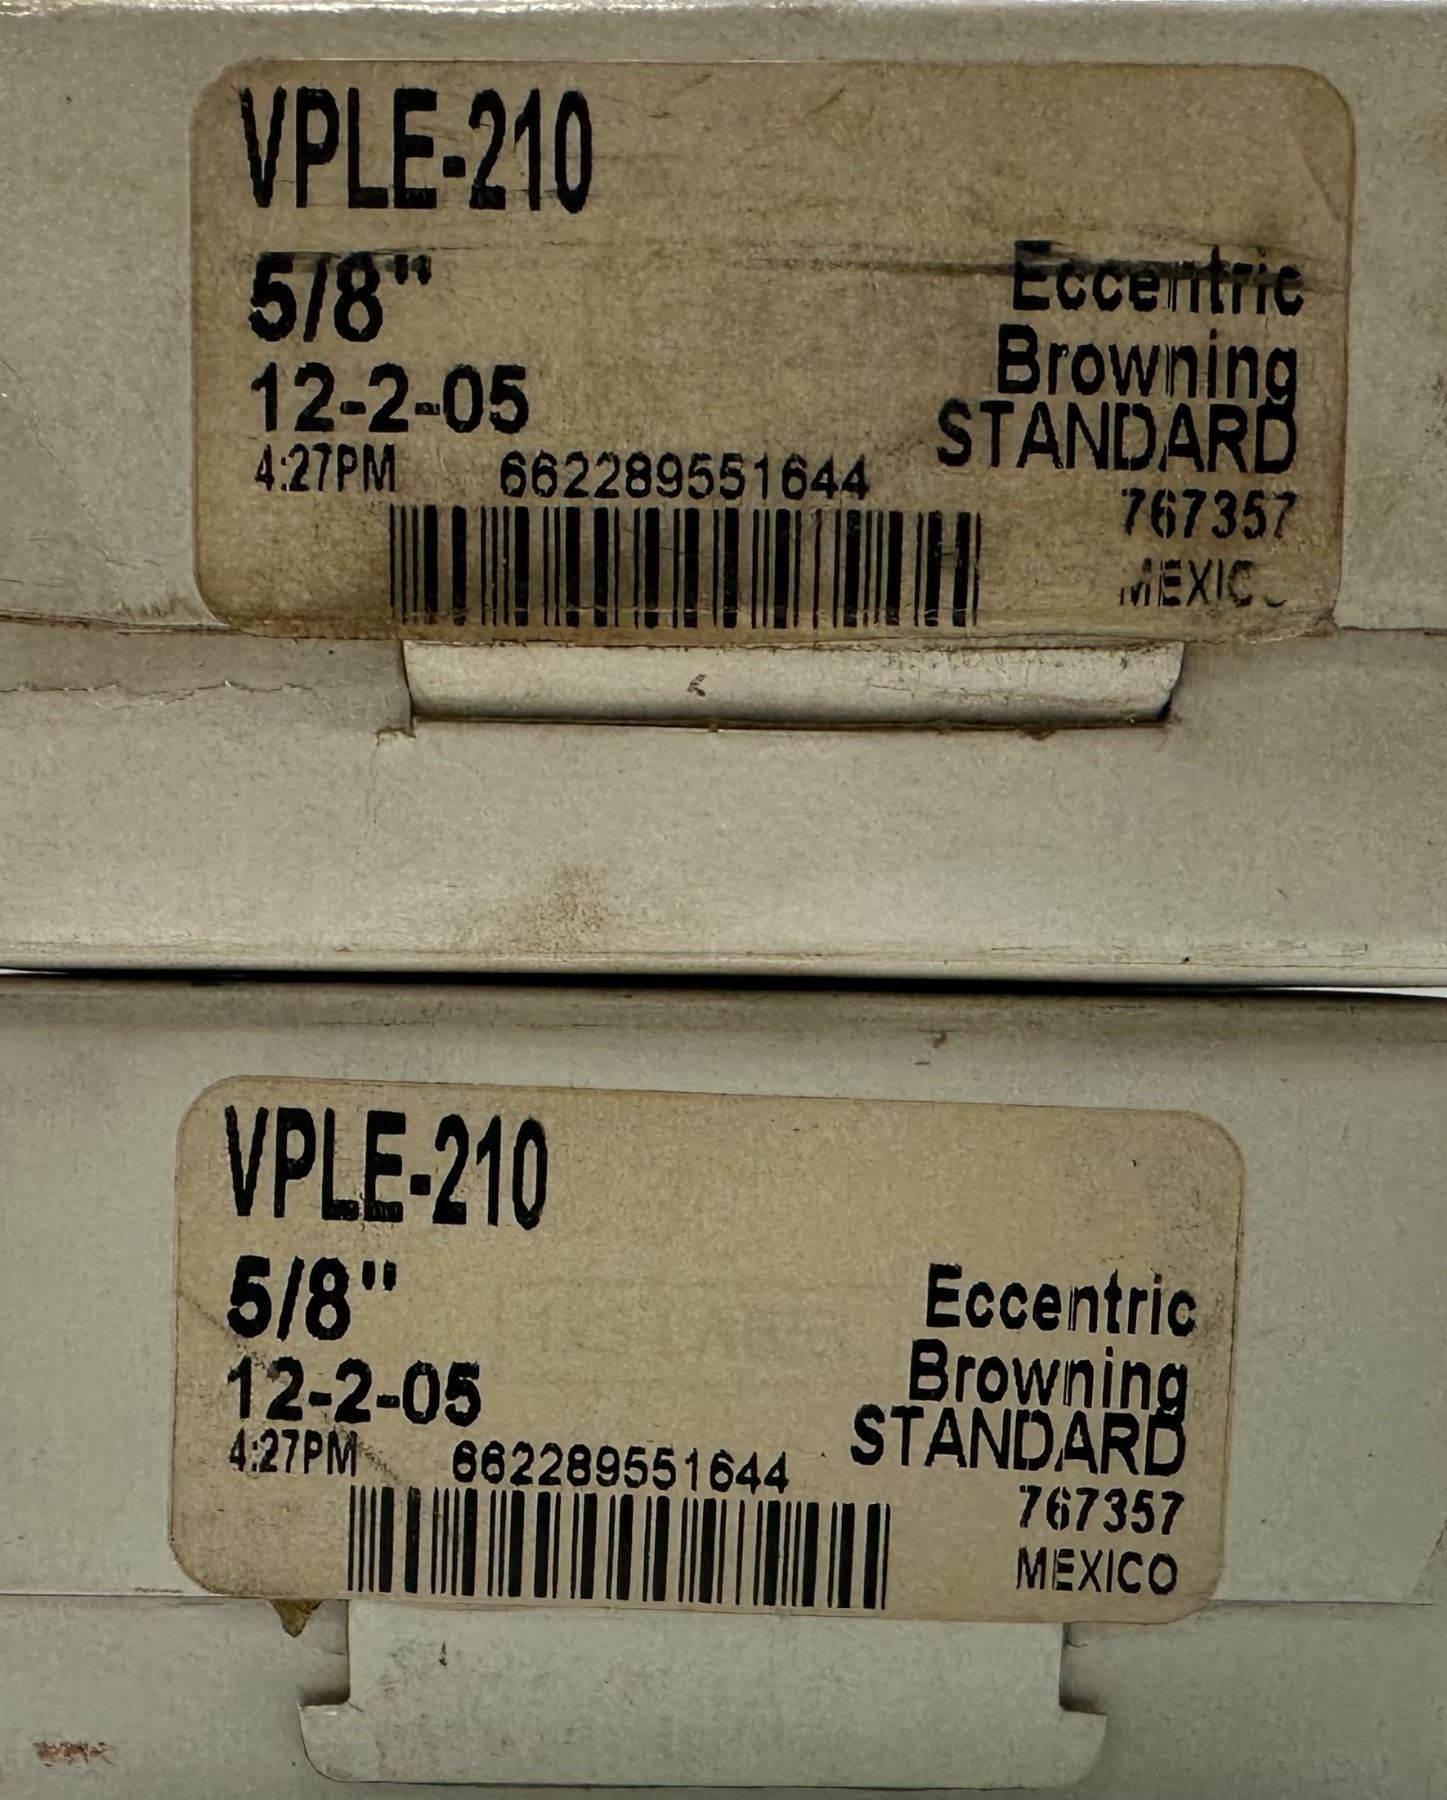 VPLE-210
5/8"
Eccentric
12-2-05
Browning
STANDARD
4:27PM
662289551644
767357
MEXICO
VPLE-210
5/8"
Eccentric
12-2-05
Browning
STANDARD
4:27PM
662289551644
767357
MEXICO